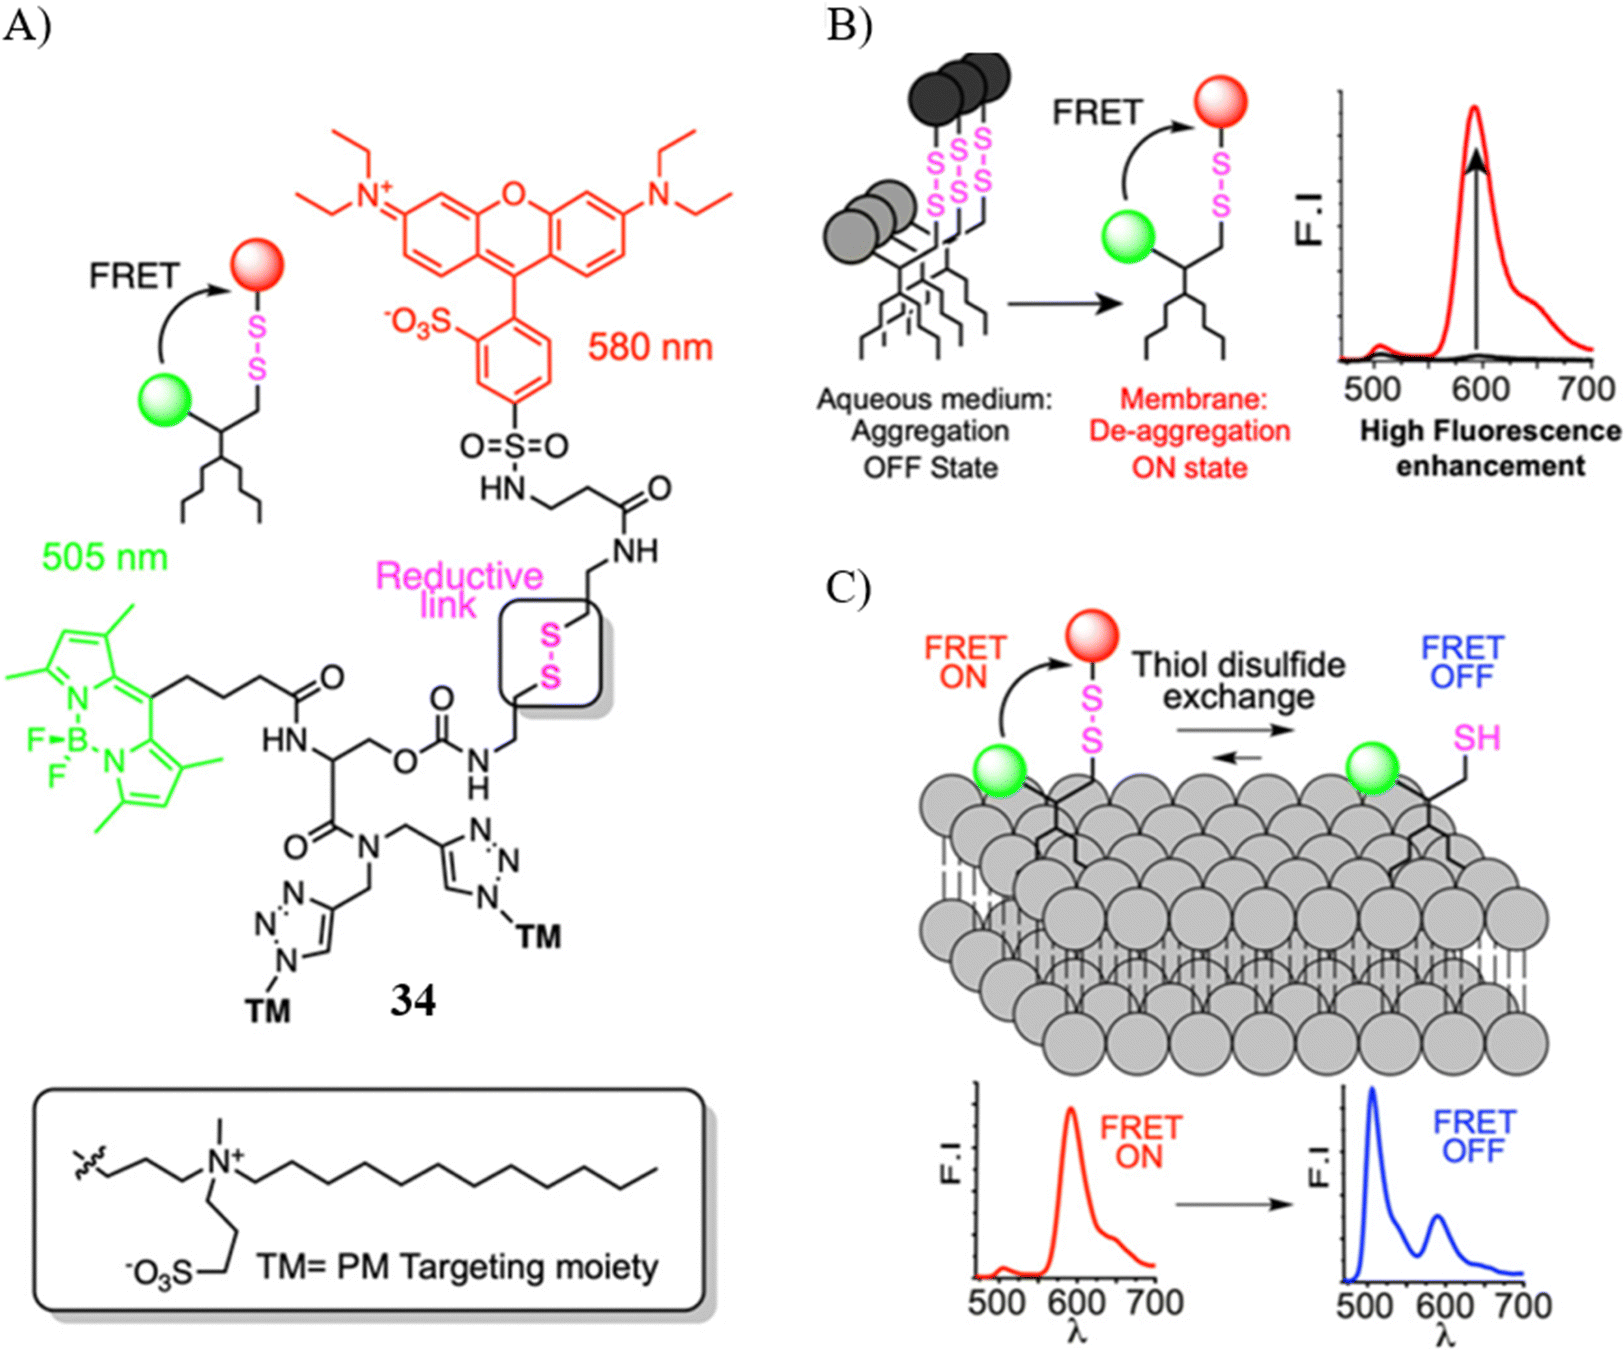 A)
FRET
S
S
505 nm
N+
O
N
-O3S
580 nm
O=S=O
HN
O
NH
Reductive
link
S
S
N
F
B
N
F
O
HN
O
O
N
H
O
N
N
N
N
N
N
N
TM
TM
34
N+
-O3S
TM= PM Targeting moiety
B)
S
S
S
S
S
S
FRET
S
S
Aqueous medium:
Aggregation
OFF State
Membrane:
De-aggregation
ON state
F.I
500 600 700
High Fluorescence
enhancement
C)
FRET
ON
S
S
Thiol disulfide
exchange
FRET
OFF
SH
F.I
FRET
ON
500 600 700
λ
F.I
FRET
OFF
500 600 700
λ